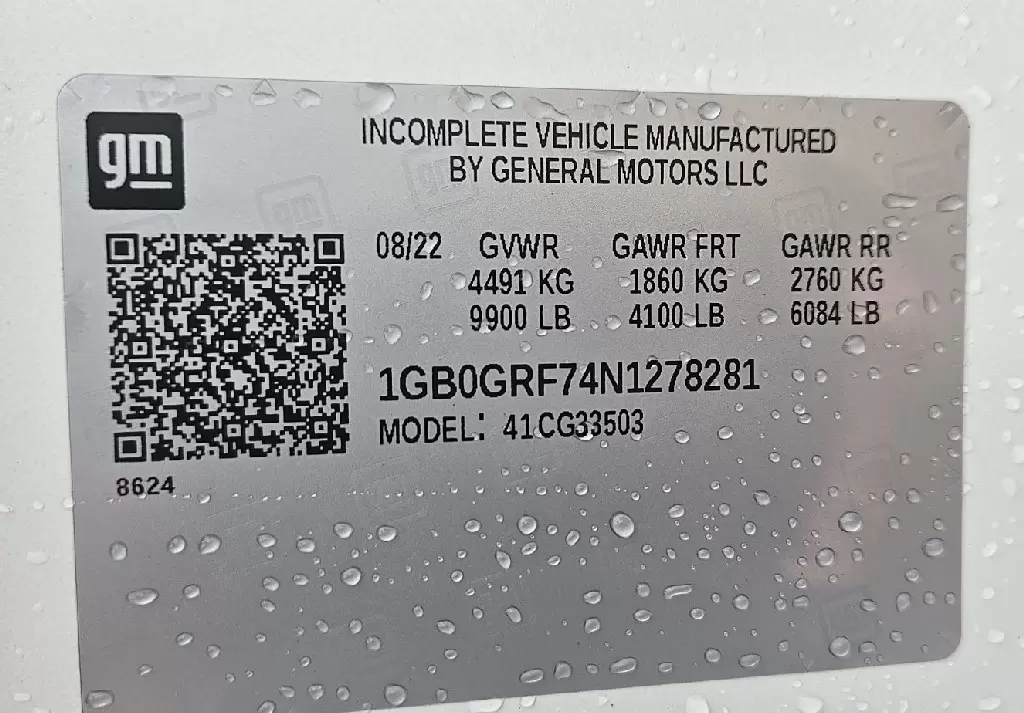 gm
INCOMPLETE VEHICLE MANUFACTURED
BY GENERAL MOTORS LLC
08/22 GVWR GAWR FRT GAWR RR
4491 KG 1860 KG 2760 KG
9900 LB 4100 LB 6084 LB
1GB0GRF74N1278281
MODEL: 41CG33503
8624